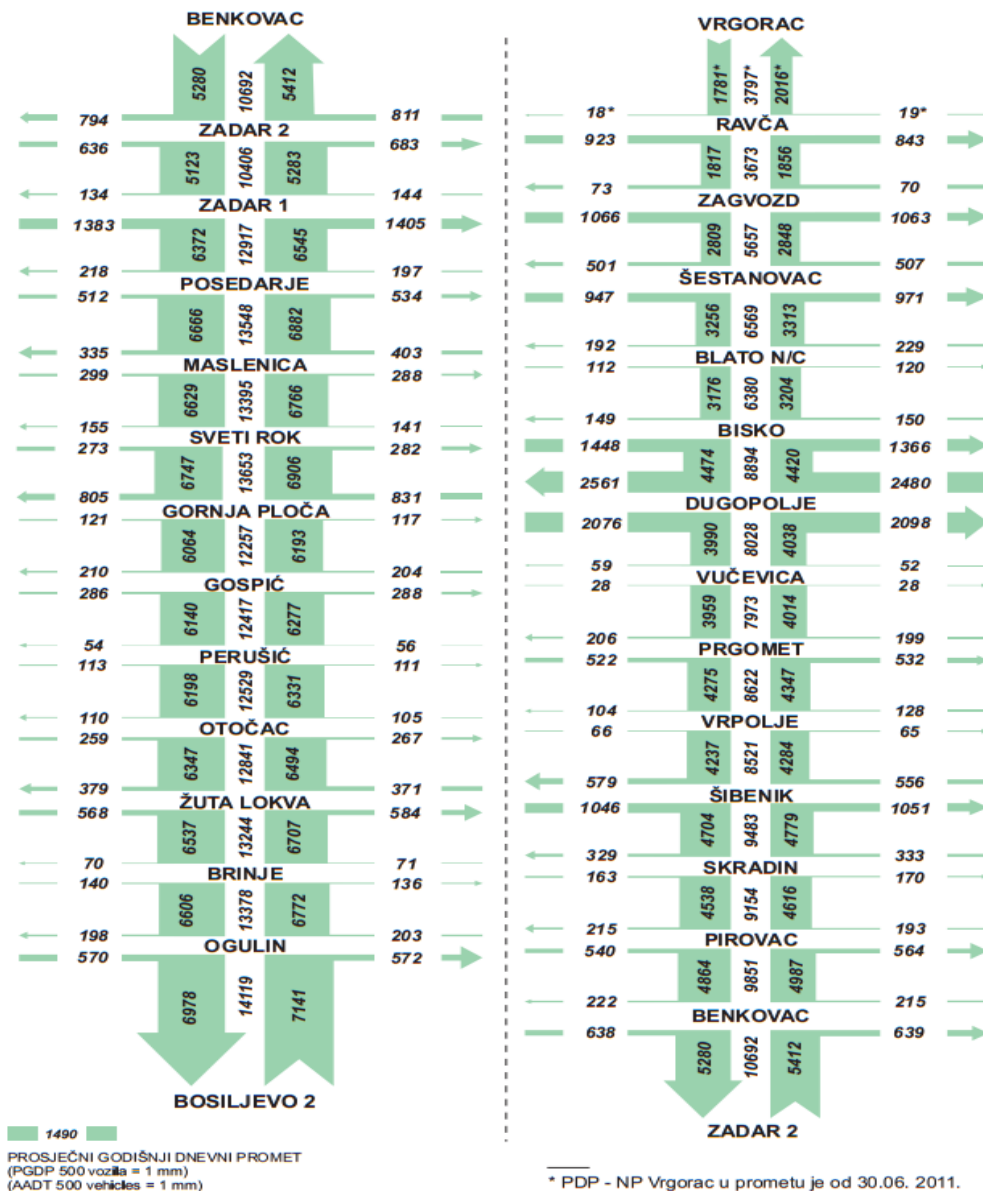 BENKOVAC
5280 10692 5412
794 811
ZADAR 2
636 683
5123 10406 5283
134 144
ZADAR 1
1383 1405
6372 12917 6545
218 197
POSEDARJE
512 534
6666 13548 6882
335 403
MASLENICA
299 288
6629 13395 6766
155 141
SVETI ROK
273 282
6747 13653 6906
805 831
GORNJA PLOČA
121 117
6064 12257 6193
210 204
GOSPIĆ
286 288
6140 12417 6277
54 56
PERUŠIĆ
113 111
6198 12529 6331
110 105
OTOČAC
259 267
6347 12841 6494
379 371
ŽUTA LOKVA
568 584
6537 13244 6707
70 71
BRINJE
140 136
6606 13378 6772
198 203
OGULIN
570 572
6978 14119 7141
BOSILJEVO 2
1490
PROSJEČNI GODIŠNJI DNEVNI PROMET
(PGDP 500 vozila = 1 mm)
(AADT 500 vehicles = 1 mm)
VRGORAC
1781* 3797* 2016*
18* 19*
RAVČA
923 843
1817 3673 1856
73 70
ZAGVOZD
1066 1063
2809 5657 2848
501 507
ŠESTANOVAC
947 971
3256 6569 3313
192 229
BLATO N/C
112 120
3176 6380 3204
149 150
BISKO
1448 1366
4474 8894 4420
2561 2480
DUGOPOLJE
2076 2098
3990 8028 4038
59 52
VUČEVICA
28 28
3959 7973 4014
206 199
PRGOMET
522 532
4275 8622 4347
104 128
VRPOLJE
66 65
4237 8521 4284
579 556
ŠIBENIK
1046 1051
4704 9483 4779
329 333
SKRADIN
163 170
4538 9154 4616
215 193
PIROVAC
540 564
4864 9851 4987
222 215
BENKOVAC
638 639
5280 10692 5412
ZADAR 2
* PDP - NP Vrgorac u prometu je od 30.06. 2011.